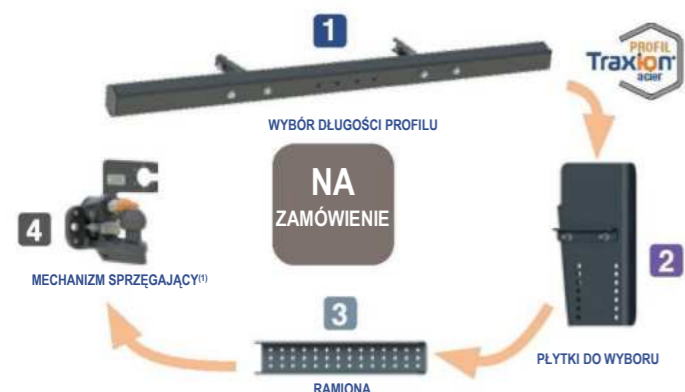 1
PROFIL
Traxion
acier
WYBÓR DŁUGOŚCI PROFILU
NA
ZAMÓWIENIE
4
MECHANIZM SPRZĘGAJĄCY(1)
2
3
PŁYTKI DO WYBORU
RAMIONA